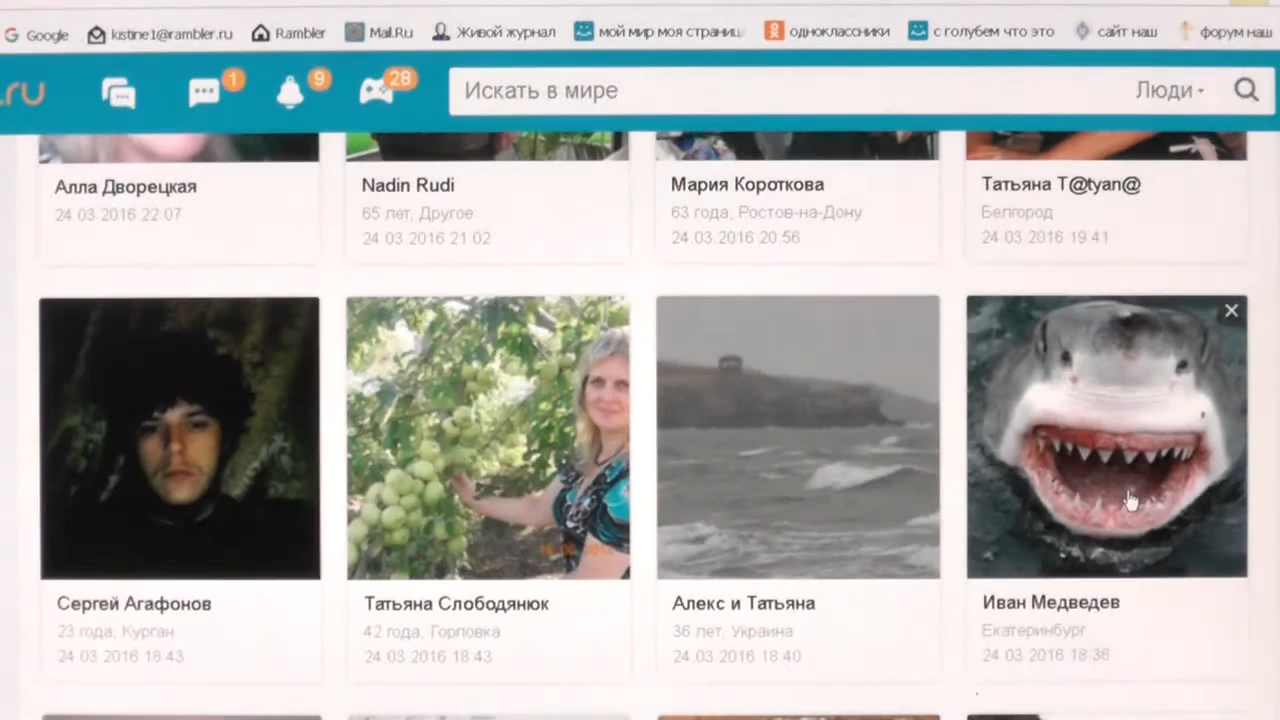 Google kistine1@rambler.ru Rambler Mail.Ru Живой журнал мой мир моя страниц одноклассники с голубем что это сайт наш форум наш
.ru 1 9 28 Искать в мире Люди
Алла Дворецкая
24 03 2016 22 07
Nadin Rudi
65 лет, Другое
24 03 2016 21 02
Мария Короткова
63 года, Ростов-на-Дону
24 03 2016 20 56
Татьяна T@tyan@
Белгород
24 03 2016 19 41
Сергей Агафонов
23 года, Курган
24 03 2016 18 43
Татьяна Слободянюк
42 года, Горловка
24 03 2016 18 43
Алекс и Татьяна
36 лет, Украина
24 03 2016 18 40
Иван Медведев
Екатеринбург
24 03 2016 18 36